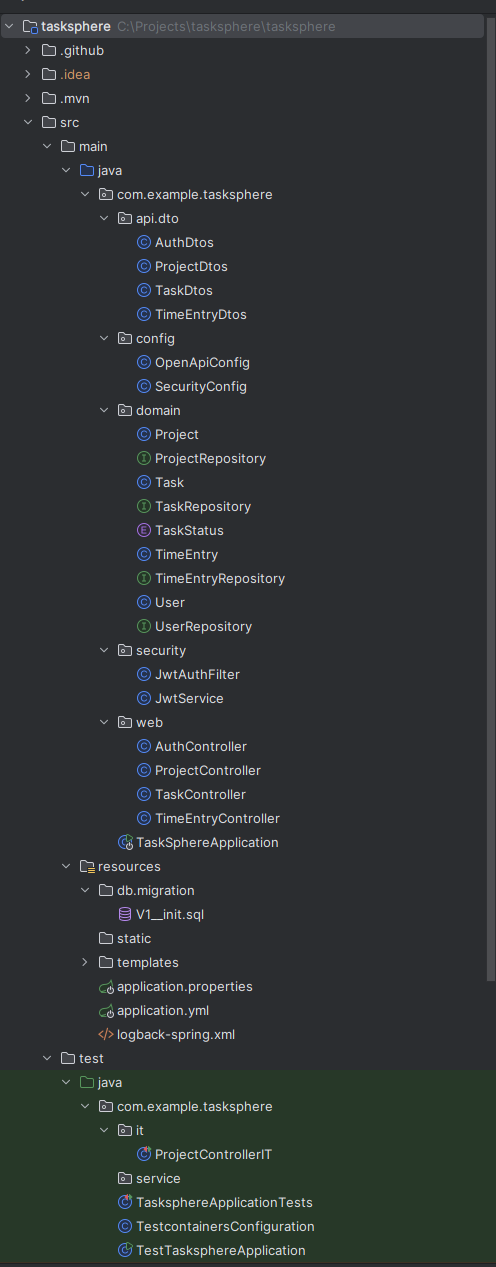 tasksphere C:\Projects\tasksphere\tasksphere
.github
.idea
.mvn
src
main
java
com.example.tasksphere
api.dto
AuthDtos
ProjectDtos
TaskDtos
TimeEntryDtos
config
OpenApiConfig
SecurityConfig
domain
Project
ProjectRepository
Task
TaskRepository
TaskStatus
TimeEntry
TimeEntryRepository
User
UserRepository
security
JwtAuthFilter
JwtService
web
AuthController
ProjectController
TaskController
TimeEntryController
TaskSphereApplication
resources
db.migration
V1__init.sql
static
templates
application.properties
application.yml
logback-spring.xml
test
java
com.example.tasksphere
it
ProjectControllerIT
service
TasksphereApplicationTests
TestcontainersConfiguration
TestTasksphereApplication